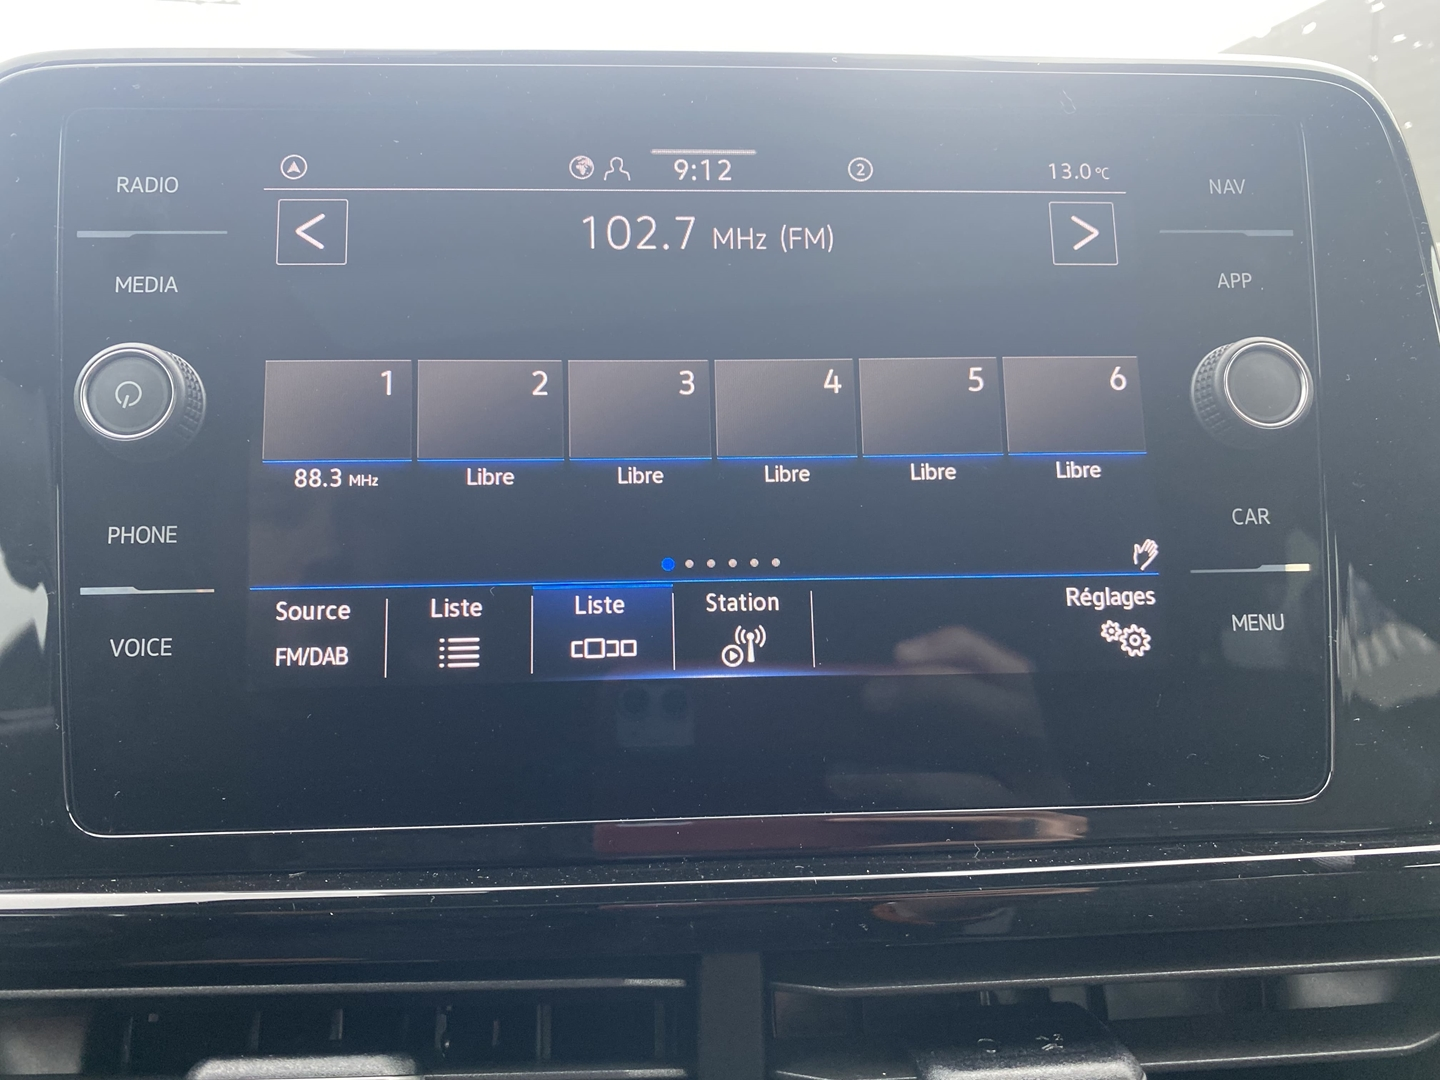 RADIO
MEDIA
PHONE
VOICE
9:12
2
13.0 °C
<
102.7 MHz (FM)
>
1
2
3
4
5
6
88.3 MHz
Libre
Libre
Libre
Libre
Libre
Source
FM/DAB
Liste
Liste
Station
Réglages
NAV
APP
CAR
MENU